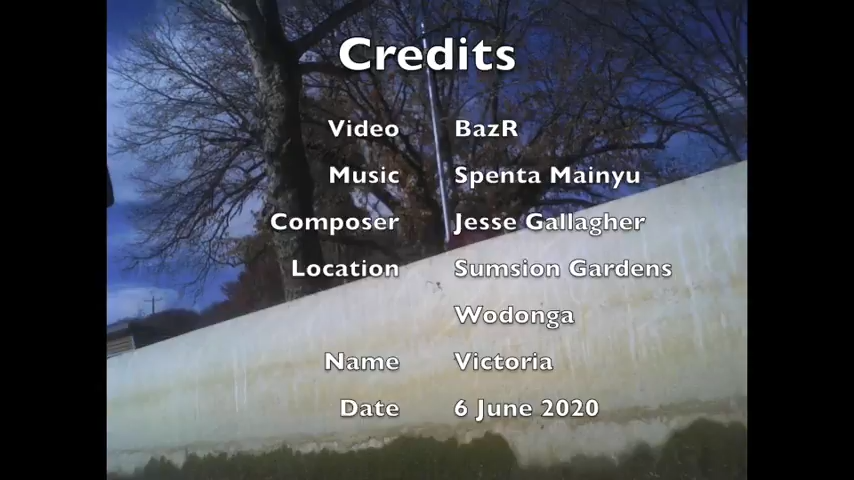 Credits
Video BazR
Music Spenta Mainyu
Composer Jesse Gallagher
Location Sumsion Gardens
Wodonga
Name Victoria
Date 6 June 2020